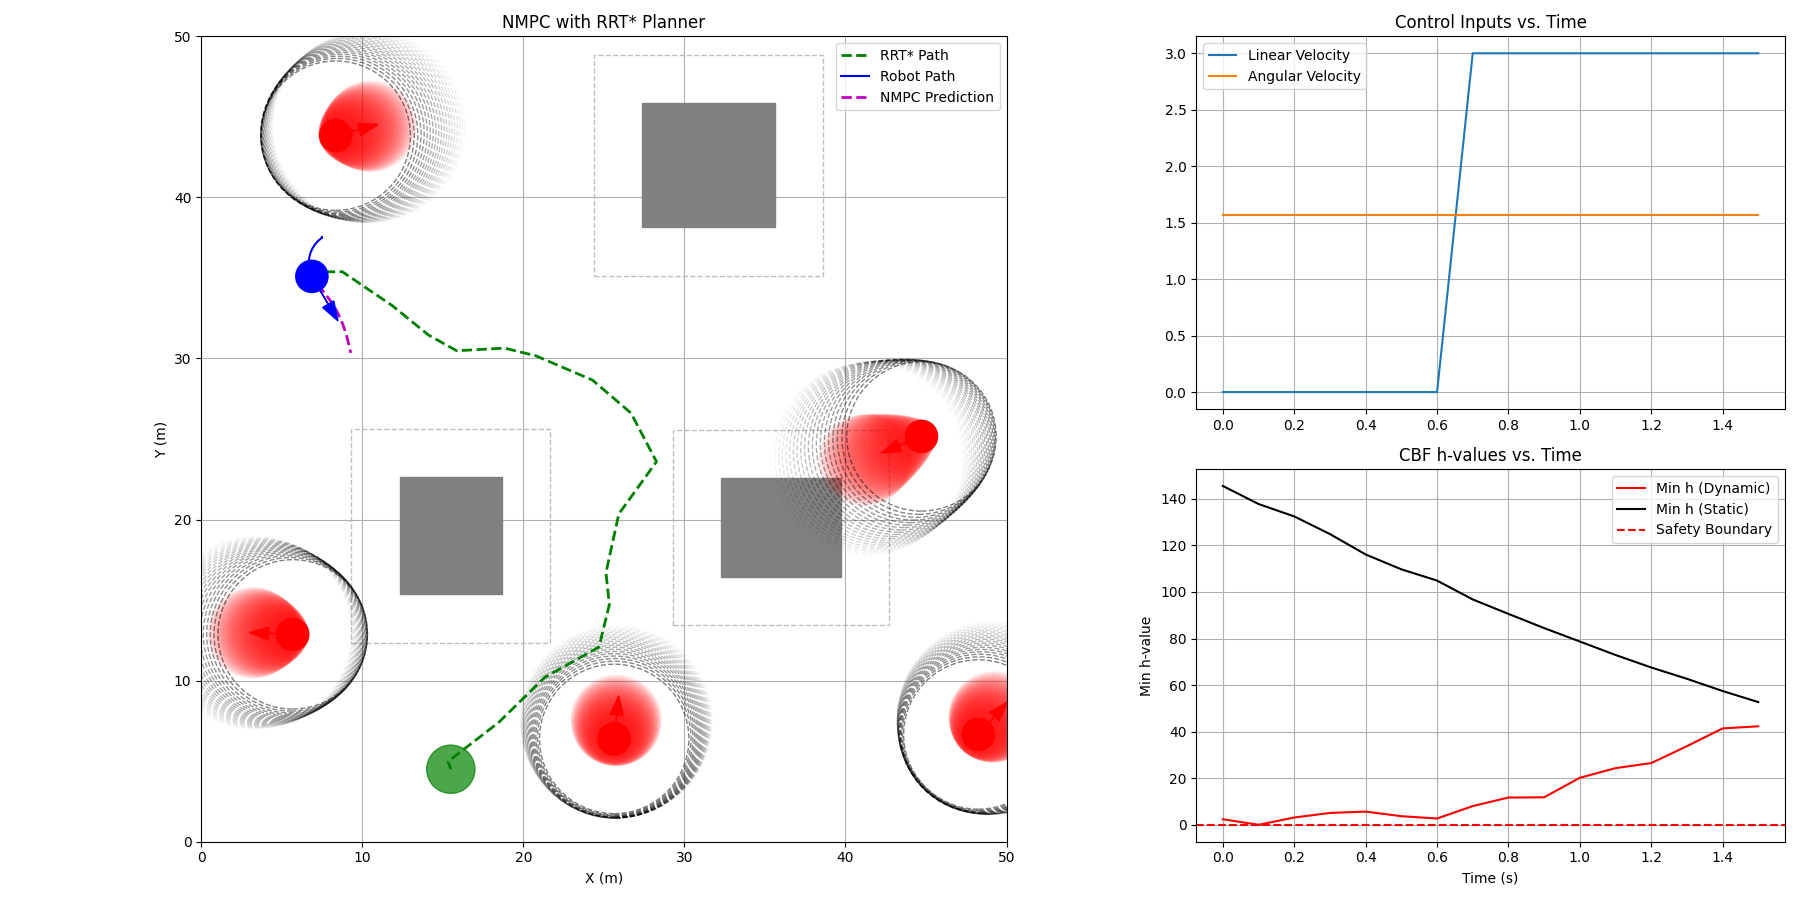 NMPC with RRT* Planner
RRT* Path
Robot Path
NMPC Prediction
50
40
30
20
10
0
Y (m)
0 10 20 30 40 50
X (m)
Control Inputs vs. Time
Linear Velocity
Angular Velocity
3.0
2.5
2.0
1.5
1.0
0.5
0.0
0.0 0.2 0.4 0.6 0.8 1.0 1.2 1.4
CBF h-values vs. Time
Min h (Dynamic)
Min h (Static)
Safety Boundary
140
120
100
80
60
40
20
0
Min h-value
0.0 0.2 0.4 0.6 0.8 1.0 1.2 1.4
Time (s)